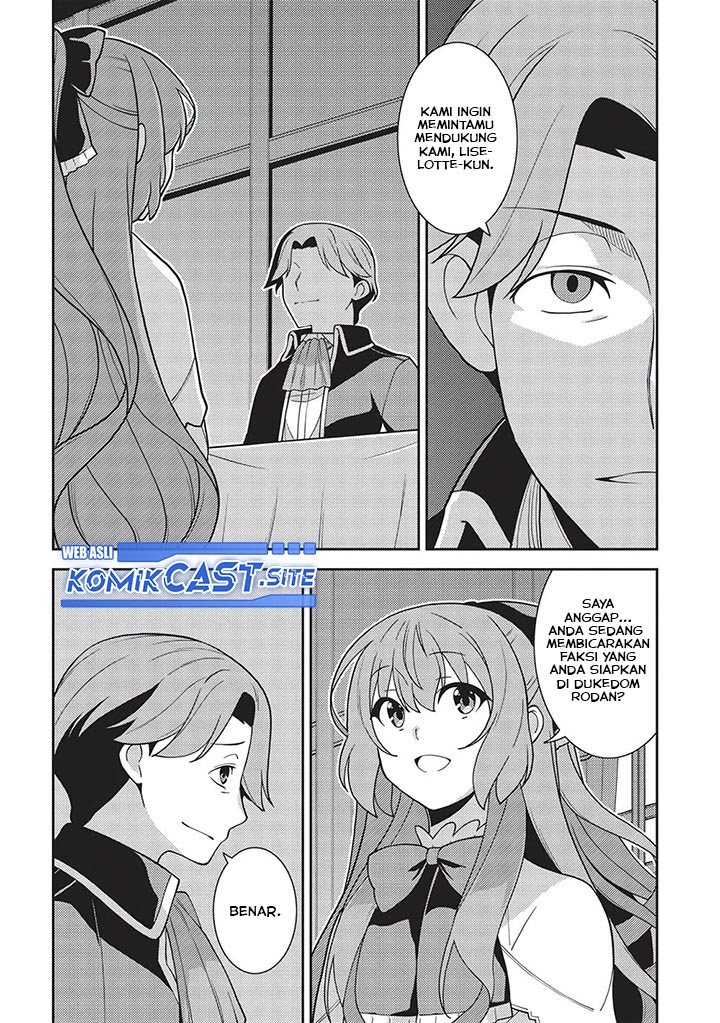 KAMI INGIN
MEMINTAMU
MENDUKUNG
KAMI, LISE-
LOTTE-KUN.
WEB ASLI
KOMIKCAST.SITE
SAYA
ANGGAP...
ANDA SEDANG
MEMBICARAKAN
FAKSI YANG
ANDA SIAPKAN
DI DUKEDOM
RODAN?
BENAR.